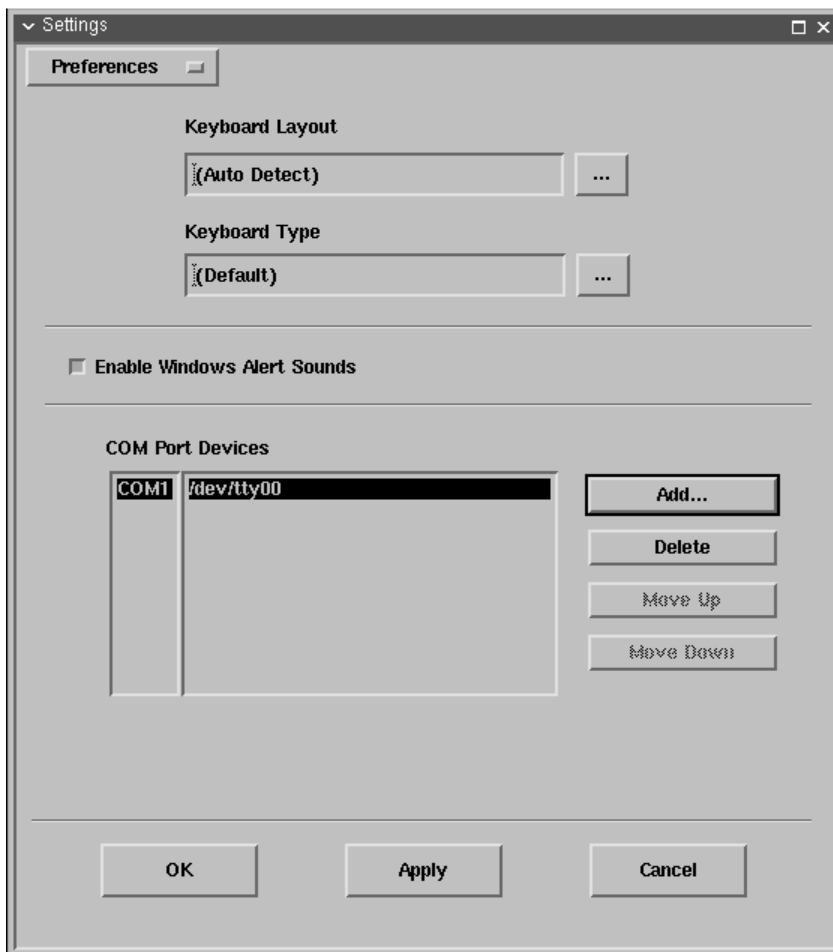 Settings
Preferences
Keyboard Layout
(Auto Detect)
...
Keyboard Type
(Default)
...
Enable Windows Alert Sounds
COM Port Devices
COM1 /dev/tty00
Add...
Delete
Move Up
Move Down
OK Apply Cancel